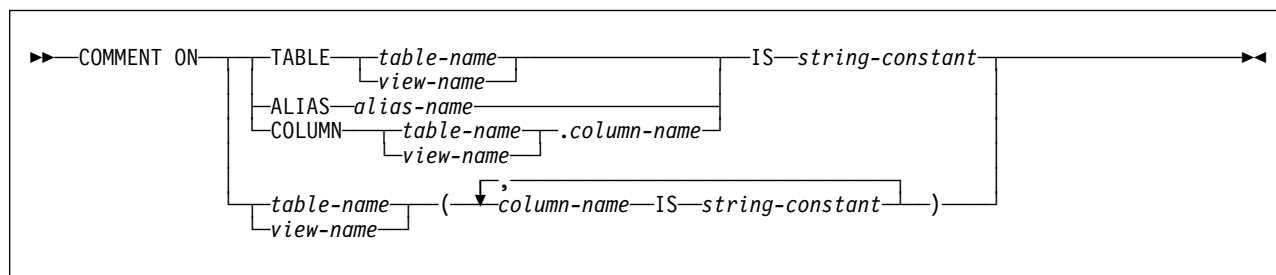 COMMENT ON TABLE table-name IS string-constant
view-name
ALIAS alias-name
COLUMN table-name .column-name
view-name
,
table-name ( column-name IS string-constant )
view-name